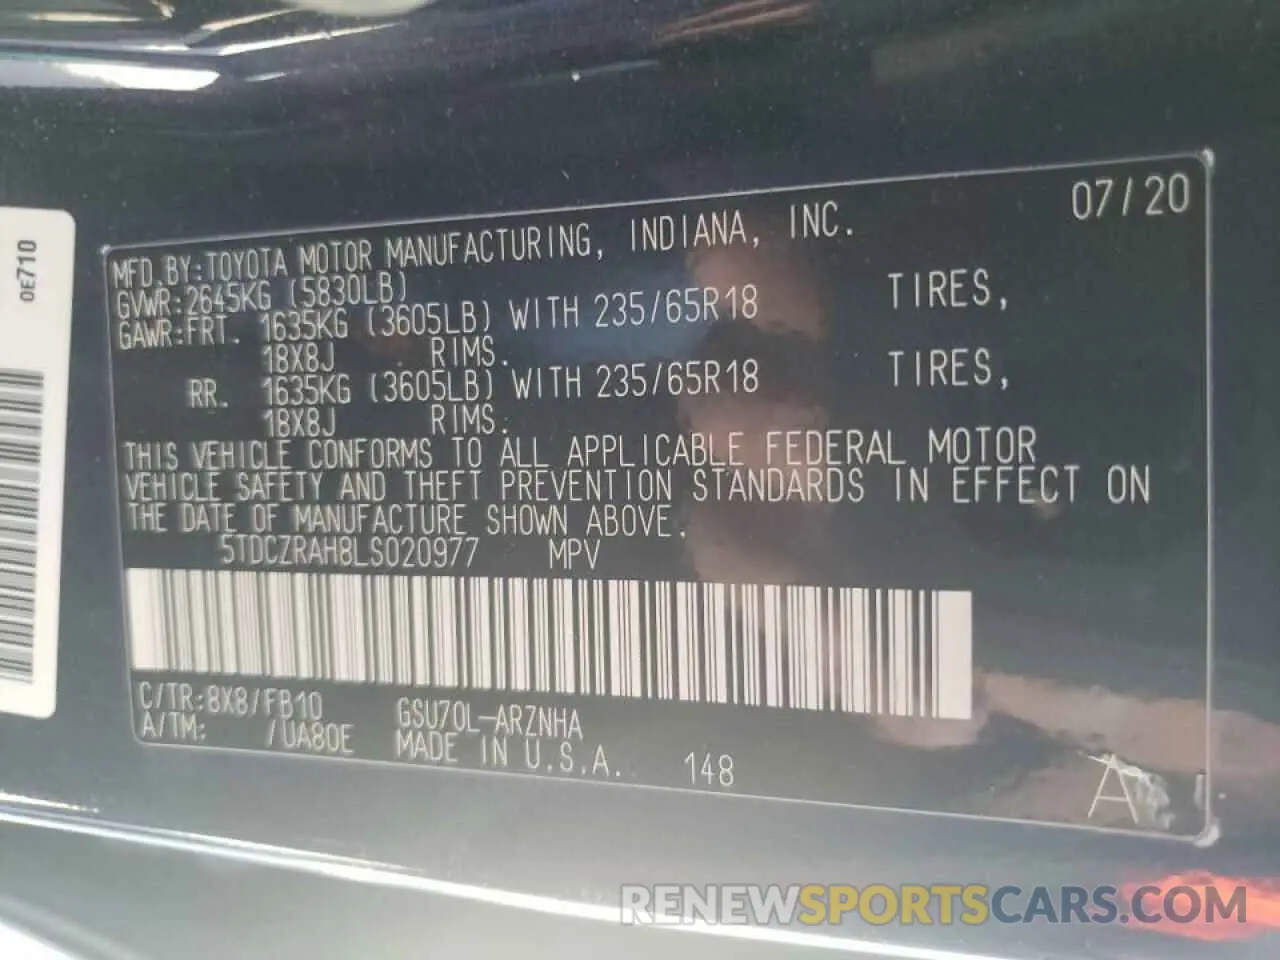 07/20
MFD.BY:TOYOTA MOTOR MANUFACTURING, INDIANA, INC.
GVWR:2645KG (5830LB)
GAWR:FRT. 1635KG (3605LB) WITH 235/65R18 TIRES,
18X8J RIMS.
RR. 1635KG (3605LB) WITH 235/65R18 TIRES,
18X8J RIMS.
THIS VEHICLE CONFORMS TO ALL APPLICABLE FEDERAL MOTOR
VEHICLE SAFETY AND THEFT PREVENTION STANDARDS IN EFFECT ON
THE DATE OF MANUFACTURE SHOWN ABOVE.
5TDCZRAH8LS020977 MPV
C/TR:8X8/FB10 GSU70L-ARZNHA
A/TM: /UA80E MADE IN U.S.A. 148
A
0E710
RENEWSPORTSCARS.COM